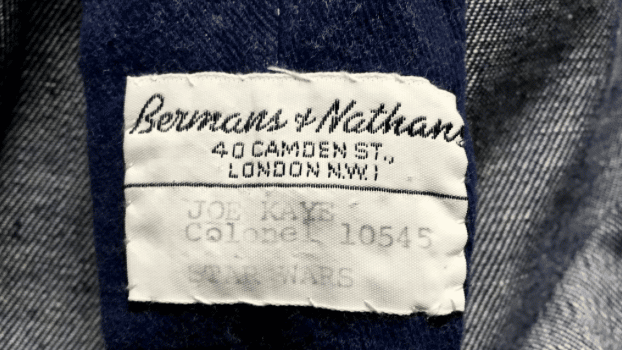 Bermans & Nathans
40 CAMDEN ST.,
LONDON N.W.1
JOE KAYE
Colonel 10545
STAR WARS